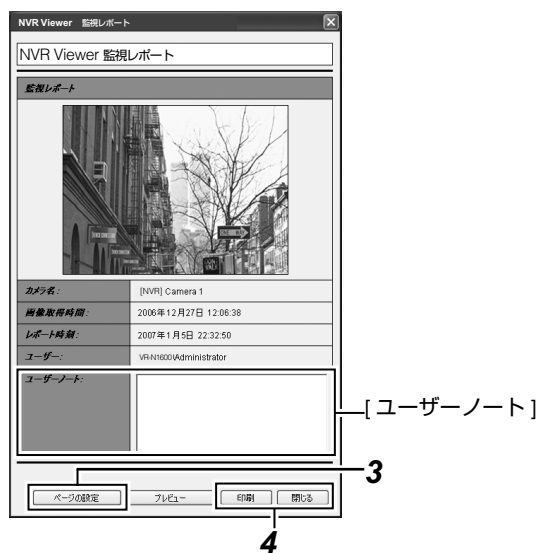 NVR Viewer 監視レポート
NVR Viewer 監視レポート
監視レポート
ONE WAY
カメラ名:
[NVR] Camera 1
画像取得時間:
2006年12月27日 12:06:38
レポート時刻:
2007年1月5日 22:32:50
ユーザー:
VR-N1600\Administrator
ユーザーノート:
[ ユーザーノート ]
3
ページの設定 プレビュー 印刷 閉じる
4